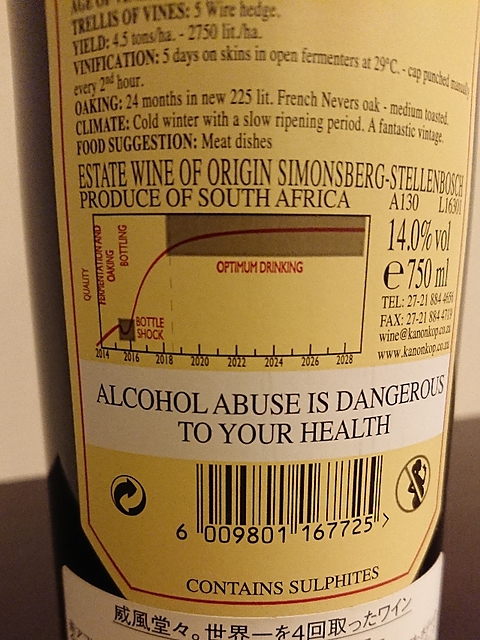 AGE OF
TRELLIS OF VINES: 5 Wire hedge.
YIELD: 4.5 tons/ha. - 2750 lit./ha.
VINIFICATION: 5 days on skins in open fermenters at 29°C. - cap punched manually
every 2nd hour.
OAKING: 24 months in new 225 lit. French Nevers oak - medium toasted.
CLIMATE: Cold winter with a slow ripening period. A fantastic vintage.
FOOD SUGGESTION: Meat dishes
ESTATE WINE OF ORIGIN SIMONSBERG-STELLENBOSCH
PRODUCE OF SOUTH AFRICA
A130 L16301
QUALITY
FERMENTATION AND
OAKING
BOTTLING
OPTIMUM DRINKING
BOTTLE
SHOCK
2014 2016 2018 2020 2022 2024 2026 2028
14.0% vol
e 750 ml
TEL: 27-21 884 4656
FAX: 27-21 884 4719
wine@kanonkop.co.za
www.kanonkop.co.za
ALCOHOL ABUSE IS DANGEROUS
TO YOUR HEALTH
6 009801 167725 >
CONTAINS SULPHITES
威風堂々。世界一を4回取ったワイン